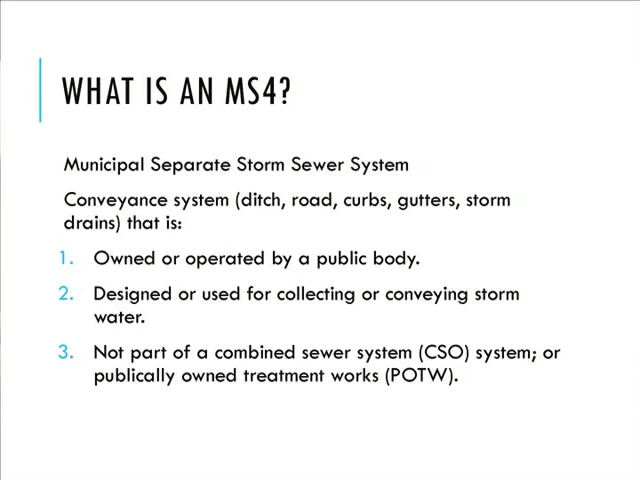 WHAT IS AN MS4?
Municipal Separate Storm Sewer System
Conveyance system (ditch, road, curbs, gutters, storm
drains) that is:
1. Owned or operated by a public body.
2. Designed or used for collecting or conveying storm
water.
3. Not part of a combined sewer system (CSO) system; or
publically owned treatment works (POTW).